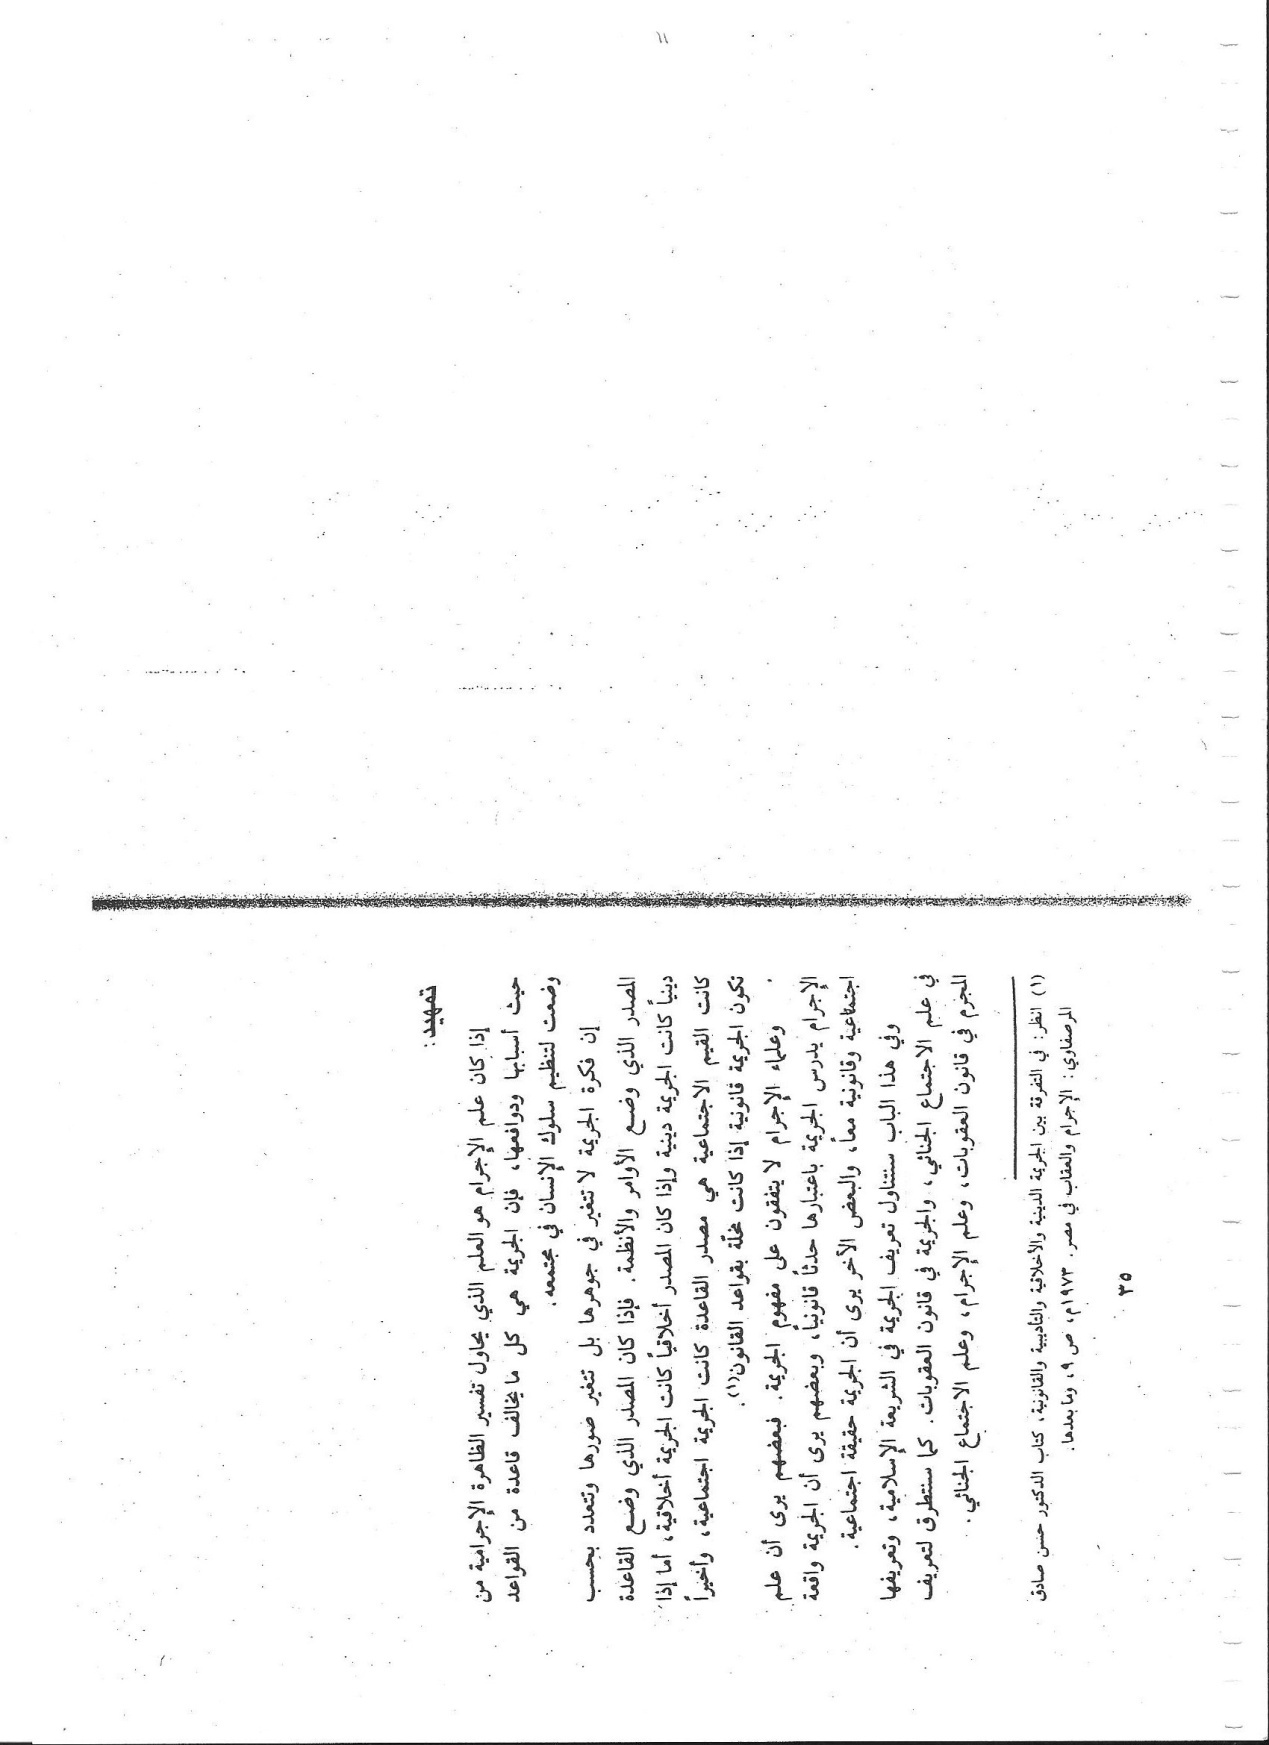 تمهيد:
إذا كان علم الإجرام هو العلم الذي يحاول تفسير الظاهرة الإجرامية من
حيث أسبابها ودوافعها، فإن الجريمة هي كل ما يخالف قاعدة من القواعد
وضعت لتنظيم سلوك الإنسان في مجتمعه.
إن فكرة الجريمة لا تتغير في جوهرها بل تتغير صورها وتتعدد بحسب
المصدر الذي وضع الأوامر والأنظمة. فإذا كان المصدر الذي وضع القاعدة
دينياً كانت الجريمة دينية وإذا كان المصدر أخلاقياً كانت الجريمة أخلاقية، أما إذا
كانت القيم الاجتماعية هي مصدر القاعدة كانت الجريمة اجتماعية، وأخيراً
تكون الجريمة قانونية إذا كانت مخلّة بقواعد القانون(١).
وعلماء الإجرام لا يتفقون على مفهوم الجريمة. فبعضهم يرى أن علم
الإجرام يدرس الجريمة باعتبارها حدثاً قانونياً، وبعضهم يرى أن الجريمة واقعة
اجتماعية وقانونية معاً، والبعض الآخر يرى أن الجريمة حقيقة اجتماعية.
وفي هذا الباب سنتناول تعريف الجريمة في الشريعة الإسلامية، وتعريفها
في علم الاجتماع الجنائي، والجريمة في قانون العقوبات. كما سنتطرق لتعريف
المجرم في قانون العقوبات، وعلم الإجرام، وعلم الاجتماع الجنائي.
(١) انظر: في التفرقة بين الجريمة الدينية والأخلاقية والتأديبية والقانونية، كتاب الدكتور حسن صادق
المرصفاوي: الإجرام والعقاب في مصر. ١٩٧٣م، ص ٩، وما بعدها.
٣٥